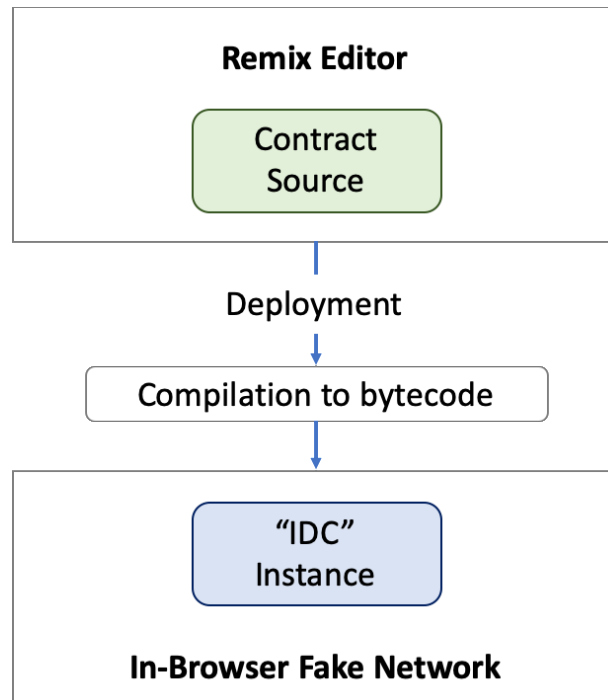 Remix Editor
Contract
Source
Deployment
Compilation to bytecode
“IDC”
Instance
In-Browser Fake Network